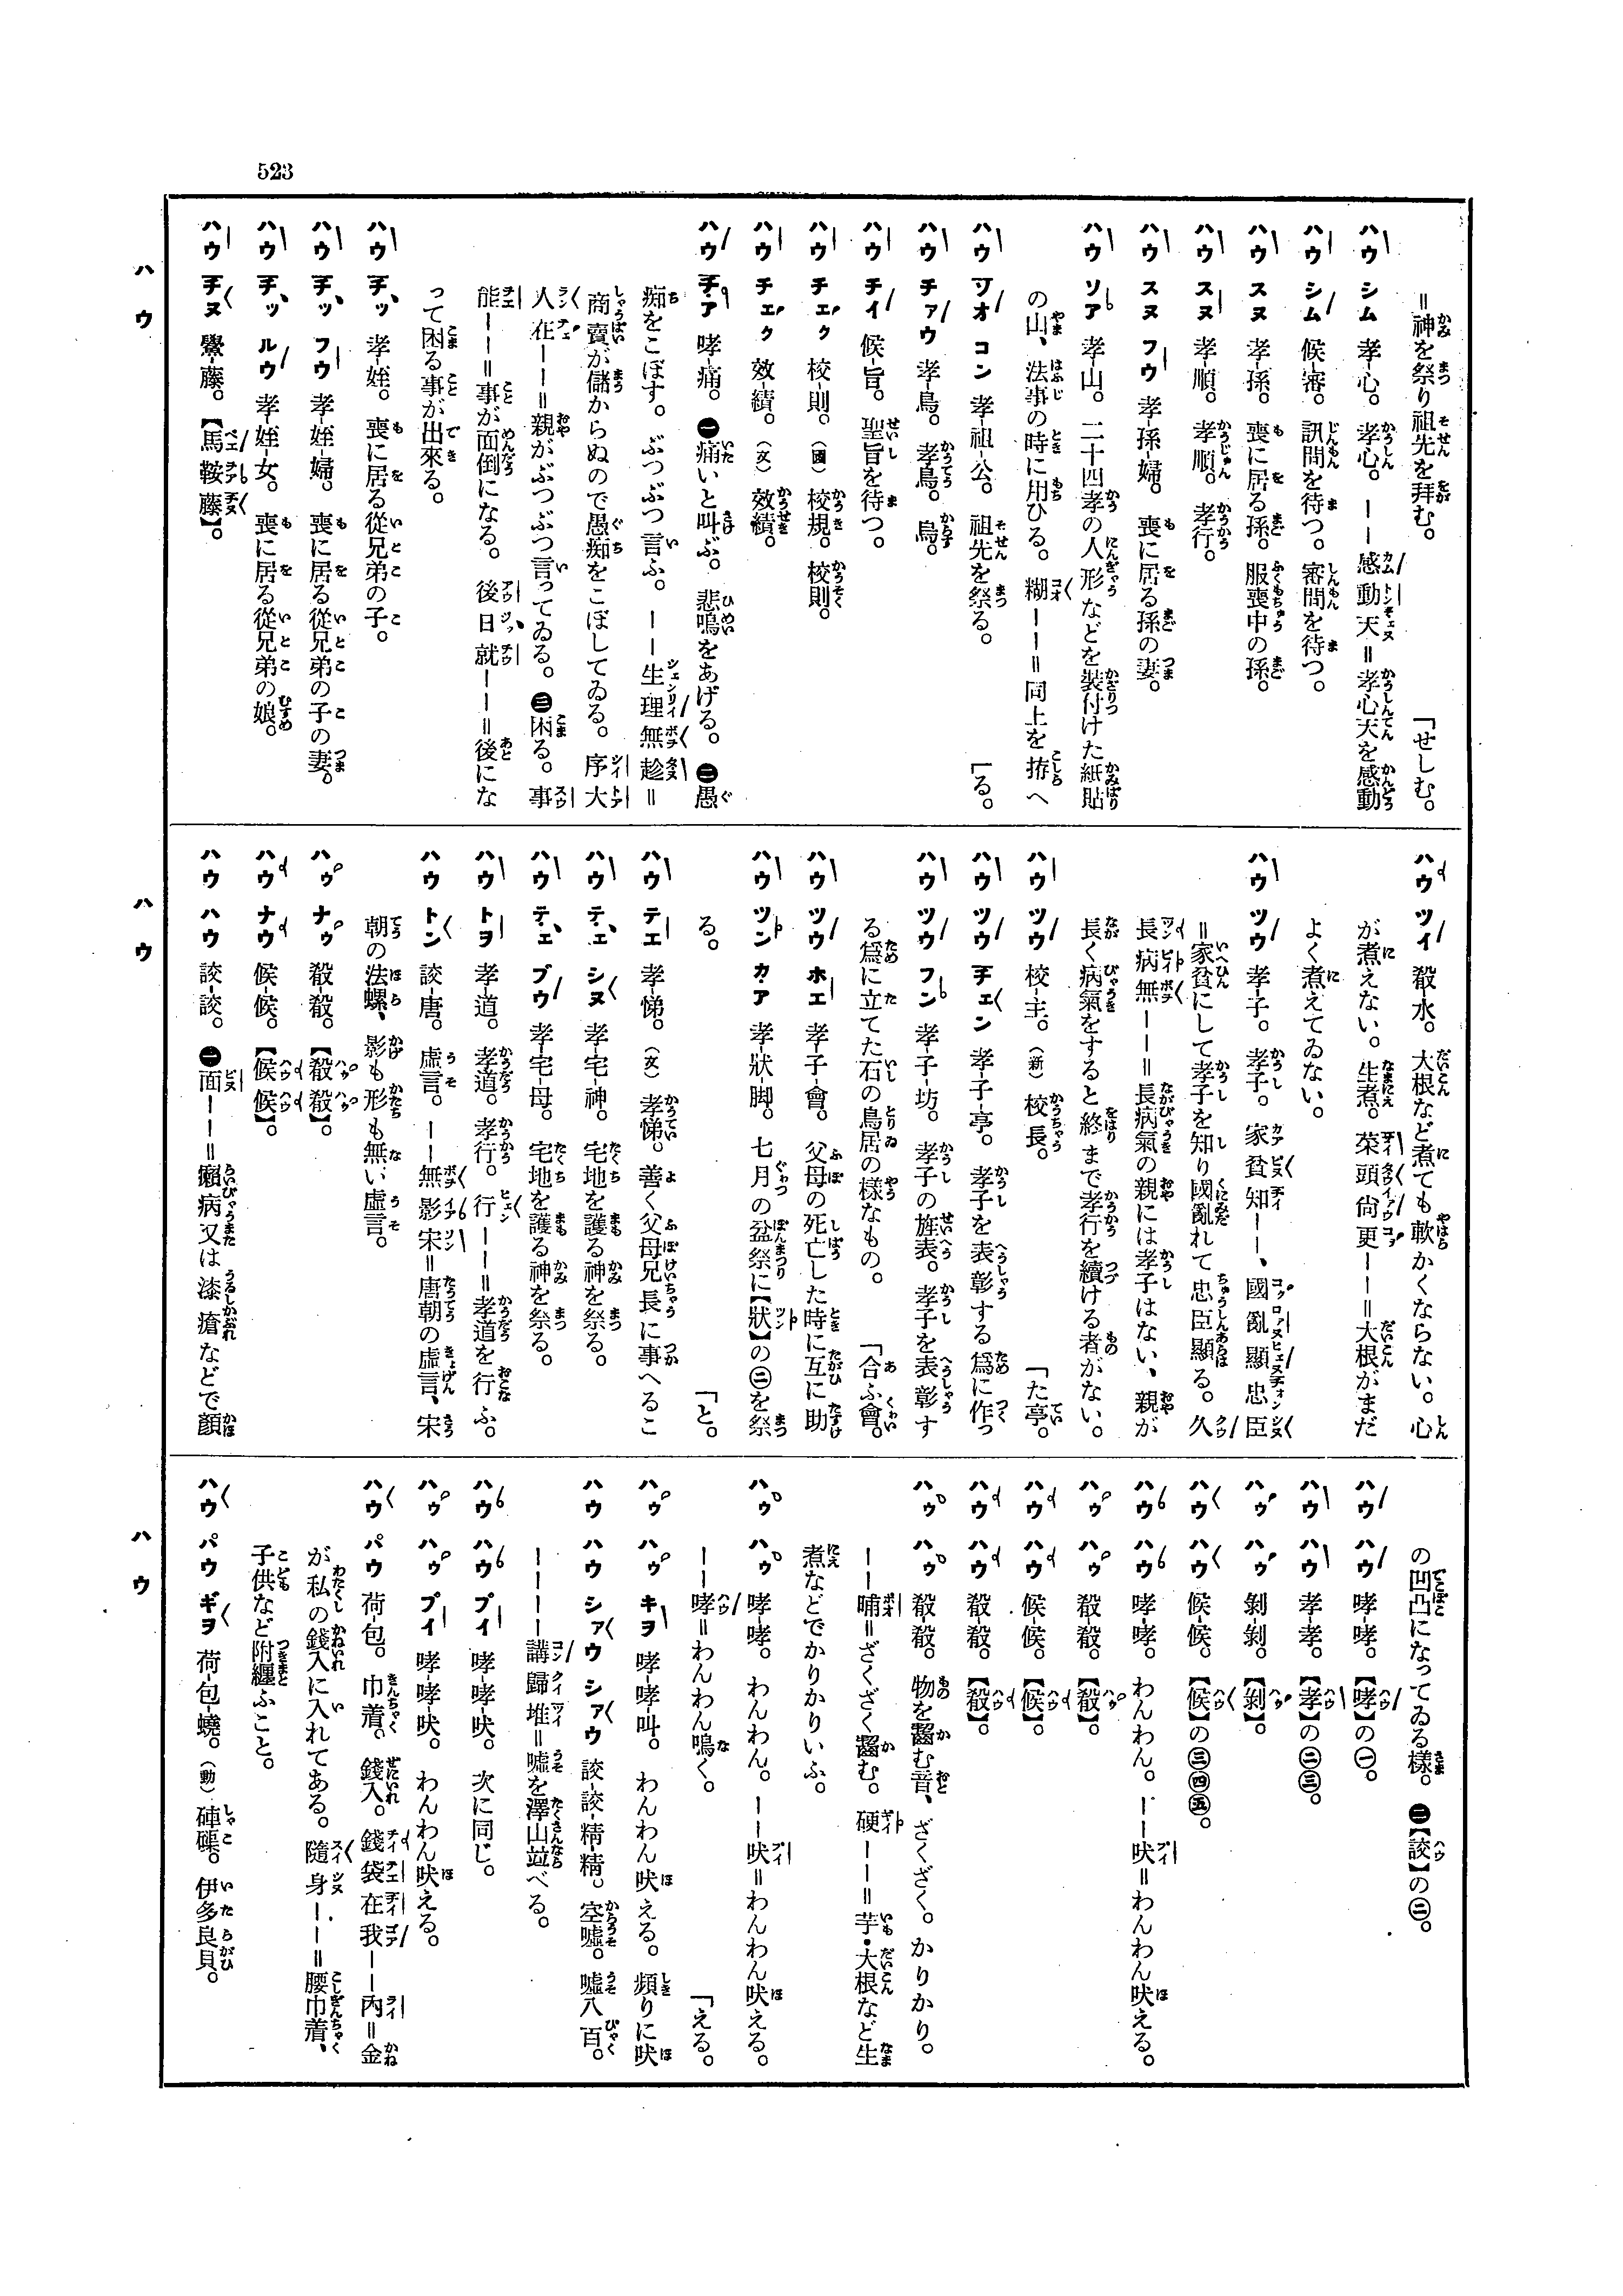 523
＝神を祭り祖先を拜む。
「せしむ。
ハウ シム 孝-心。孝心。――感動天＝孝心天を感動
ハウ シム 候-審。訊問を待つ。審問を待つ。
ハウ スヌ 孝-孫。喪に居る孫。服喪中の孫。
ハウ スヌ 孝-順。孝順。孝行。
ハウ スヌ フウ 孝-孫-婦。喪に居る孫の妻。
ハウ ソア 孝-山。二十四孝の人形などを裝付けた紙貼
の山、法事の時に用ひる。糊――＝同上を拵へ
「る。
ハウ ヅオ コン 孝-祖-公。祖先を祭る。
ハウ チァウ 孝-鳥。孝鳥。烏。
ハウ チイ 候-旨。聖旨を待つ。
ハウ チェク 校-則。（國）校規。校則。
ハウ チェク 效-績。（文）效績。
ハウ チア 哮-痛。㊀痛いと叫ぶ。悲鳴をあげる。㊁愚
痴をこぼす。ぶつぶつ言ふ。――生理無趁＝
商賣が儲からぬので愚痴をこぼしてゐる。序大
人在――＝親がぶつぶつ言つてゐる。㊂困る。事
能――＝事が面倒になる。後日就――＝後にな
つて困る事が出來る。
ハウ チッ 孝-姪。喪に居る從兄弟の子。
ハウ チッ フウ 孝-姪-婦。喪に居る從兄弟の子の妻。
ハウ チッ ルウ 孝-姪-女。喪に居る從兄弟の娘。
ハウ チヌ 鱟-藤。【馬鞍藤】。
ハウ
ハウ ツイ 殽-水。大根など煮ても軟かくならない。心
が煮えない。生煮。菜頭尙更――＝大根がまだ
よく煮えてゐない。
ハウ ツウ 孝-子。孝子。家貧知――、國亂顯忠臣
＝家貧にして孝子を知り國亂れて忠臣顯る。久
長病無――＝長病氣の親には孝子はない、親が
長く病氣をすると終まで孝行を續ける者がない。
ハウ ツウ 校-主。（新）校長。
「た亭。
ハウ ツウ チェン 孝-子-亭。孝子を表彰する爲に作つ
ハウ ツウ フン 孝-子-坊。孝子の旌表。孝子を表彰す
る爲に立てた石の鳥居の樣なもの。
「合ふ會。
ハウ ツウ ホエ 孝-子-會。父母の死亡した時に互に助
ハウ ツン カア 孝-狀-脚。七月の盆祭に【狀】の㊁を祭
る。
「と。
ハウ テエ 孝-悌。（文）孝悌。善く父母兄長に事へるこ
ハウ テェ シヌ 孝-宅-神。宅地を護る神を祭る。
ハウ テェ ブウ 孝-宅-母。宅地を護る神を祭る。
ハウ トヲ 孝-道。孝道。孝行。行――＝孝道を行ふ。
ハウ トン 詨-唐。虛言。――無影宋＝唐朝の虛言、宋
朝の法螺、影も形も無い虛言。
ハゥ ナゥ 殽-殽。【殽殽】。
ハウ ナウ 候-候。【候候】。
ハウ ハウ 詨-詨。㊀面――＝癩病又は漆瘡などで顏
ハウ
の凹凸になつてゐる樣。㊁【詨】の㊁。
ハウ ハウ 哮-哮。【哮】の㊀。
ハウ ハウ 孝-孝。【孝】の㊁㊂。
ハゥ ハゥ 剝-剝。【剝】。
ハウ ハウ 候-候。【候】の㊂㊃㊄。
ハウ ハウ 哮-哮。わんわん。――吠＝わんわん吠える。
ハゥ ハゥ 殽-殽。【殽】。
ハウ ハウ 候-候。【候】。
ハウ ハウ 殽-殽。【殽】。
ハゥ ハゥ 殽-殽。物を齧む音、ざくざく。かりかり。
――晡＝ざくざく齧む。硬――＝芋・大根など生
煮などでかりかりいふ。
ハゥ ハゥ 哮-哮。わんわん。――吠＝わんわん吠える。
――哮＝わんわん鳴く。
「える。
ハゥ ハゥ キヲ 哮-哮-叫。わんわん吠える。頻りに吠
ハウ ハウ シァウ シァウ 詨-詨-精-精。空嘘。嘘八百。
――――講歸堆＝嘘を澤山竝べる。
ハウ ハウ プイ 哮-哮-吠。次に同じ。
ハゥ ハゥ プイ 哮-哮-吠。わんわん吠える。
ハウ パウ 荷-包。巾着。錢入。錢袋在我――內＝金
が私の錢入に入れてある。隨身――＝腰巾着、
子供など附纏ふこと。
ハウ パウ ギヲ 荷-包-蟯。（動）硨磲。伊多良貝。
ハウ